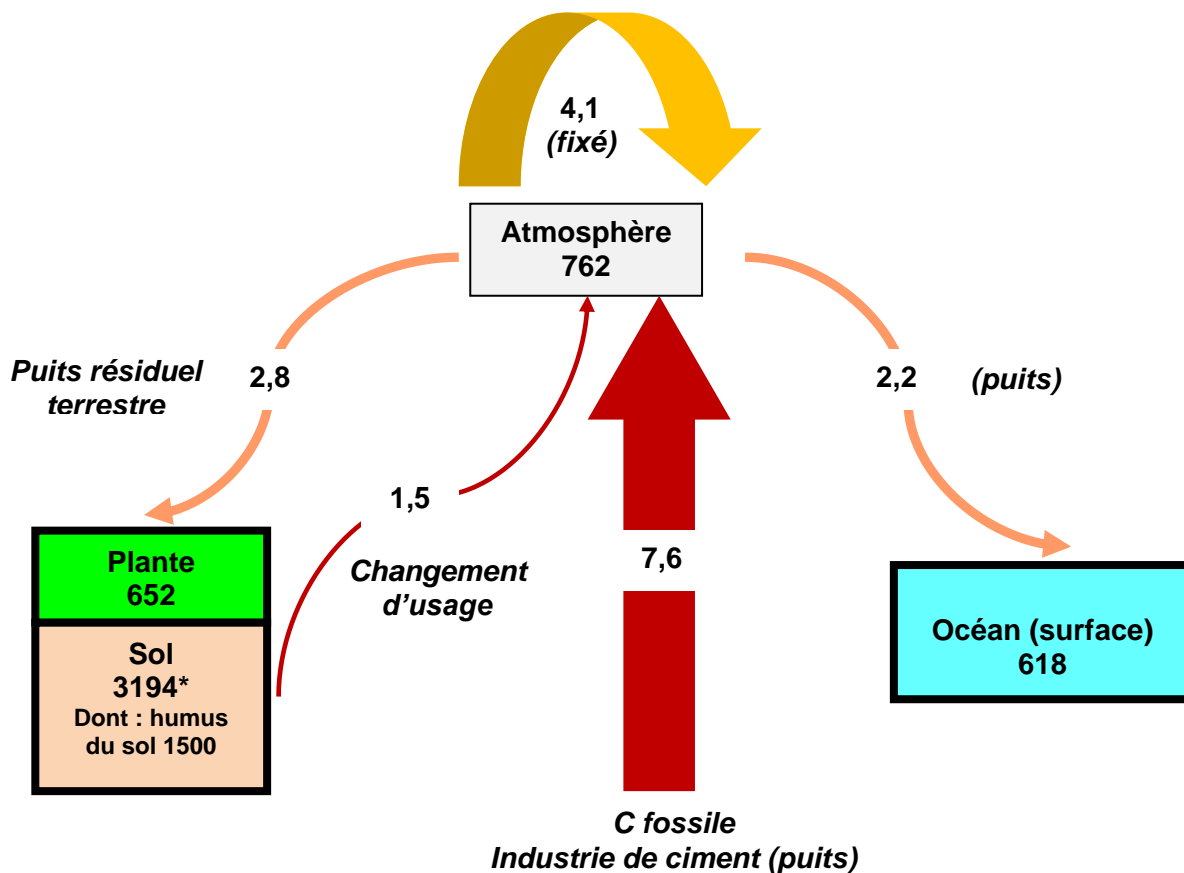 4,1
(fixé)
Atmosphère
762
Puits résiduel
terrestre
2,8
2,2
(puits)
1,5
Changement
d’usage
7,6
Plante
652
Sol
3194*
Dont : humus
du sol 1500
Océan (surface)
618
C fossile
Industrie de ciment (puits)